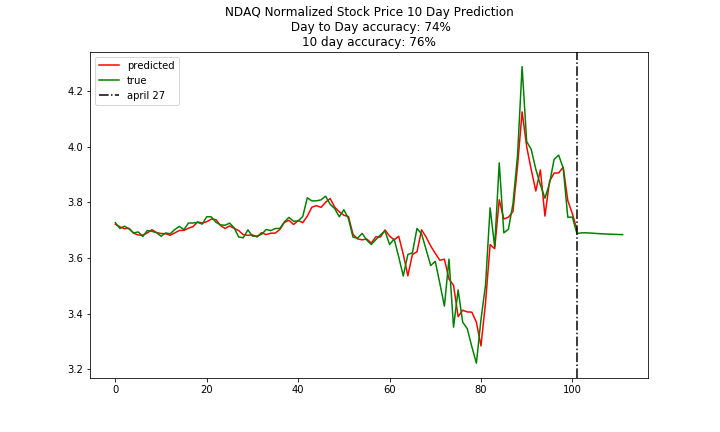 NDAQ Normalized Stock Price 10 Day Prediction
Day to Day accuracy: 74%
10 day accuracy: 76%
predicted
true
april 27
4.2
4.0
3.8
3.6
3.4
3.2
0 20 40 60 80 100